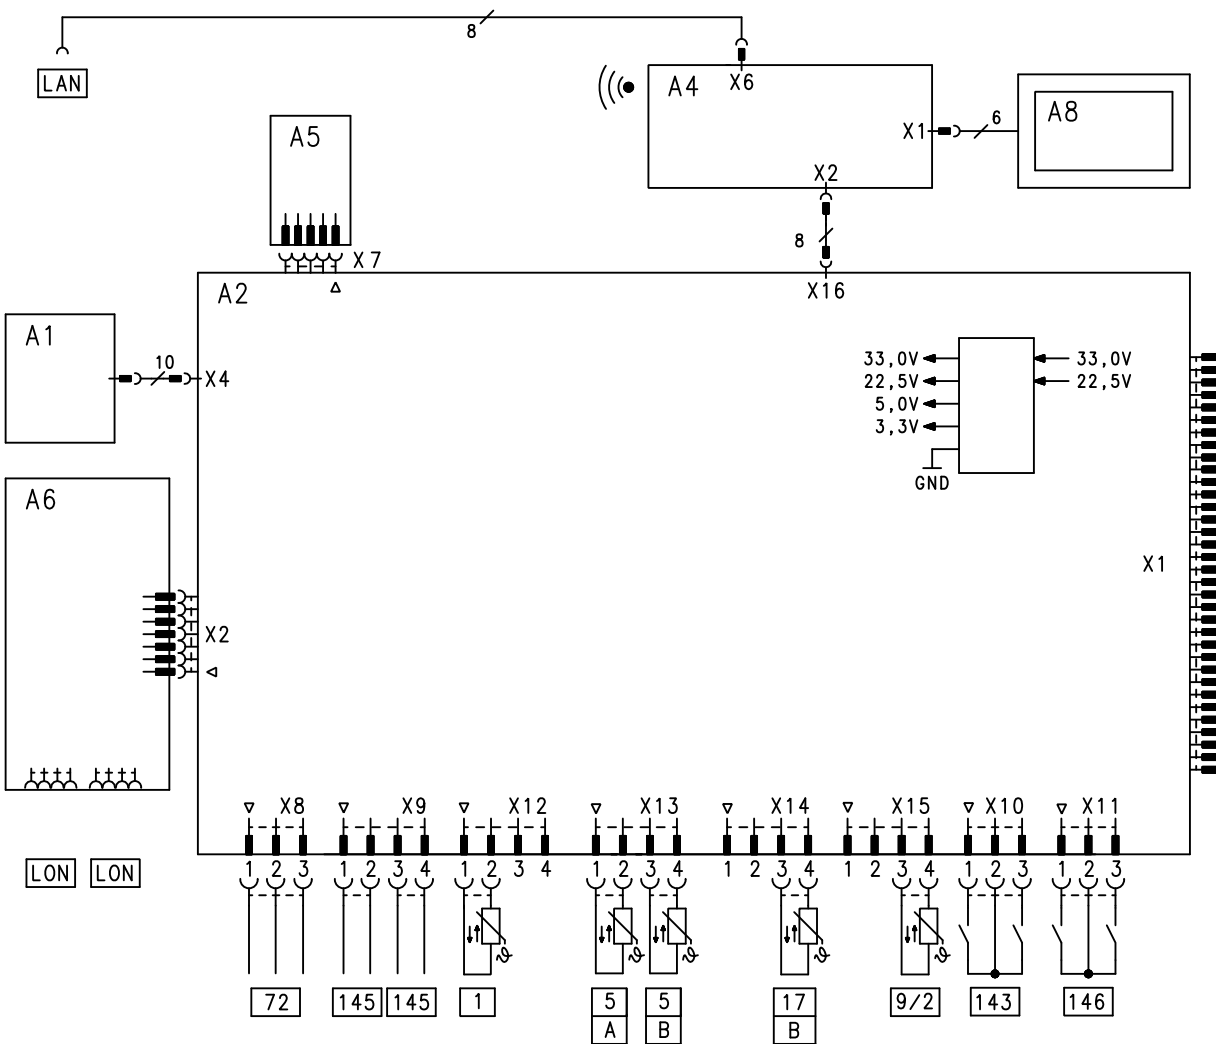 8
LAN
X6
A4
A8
6
X1
A5
X2
8
X7
A2
X16
A1
10
X4
33,0V
33,0V
22,5V
22,5V
5,0V
3,3V
GND
A6
X1
X2
X8
X9
X12
X13
X14
X15
X10
X11
1 2 3
1 2 3 4
1 2 3 4
1 2 3 4
1 2 3 4
1 2 3 4
1 2 3
1 2 3
LON
LON
ϑ
ϑ
ϑ
ϑ
ϑ
72
145
145
1
5
A
5
B
17
B
9/2
143
146